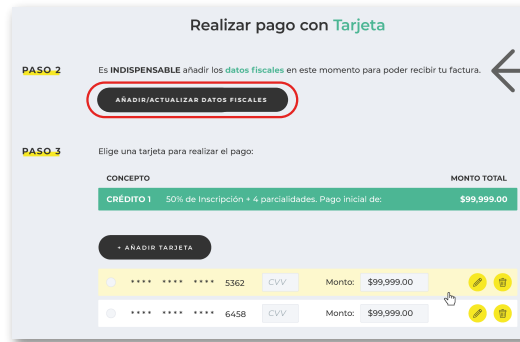 Realizar pago con Tarjeta
PASO 2
Es INDISPENSABLE añadir los datos fiscales en este momento para poder recibir tu factura.
AÑADIR/ACTUALIZAR DATOS FISCALES
PASO 3
Elige una tarjeta para realizar el pago:
CONCEPTO MONTO TOTAL
CRÉDITO 1 50% de Inscripción + 4 parcialidades. Pago inicial de: $99,999.00
+ AÑADIR TARJETA
**** **** **** 5362 CVV Monto: $99,999.00
**** **** **** 6458 CVV Monto: $99,999.00